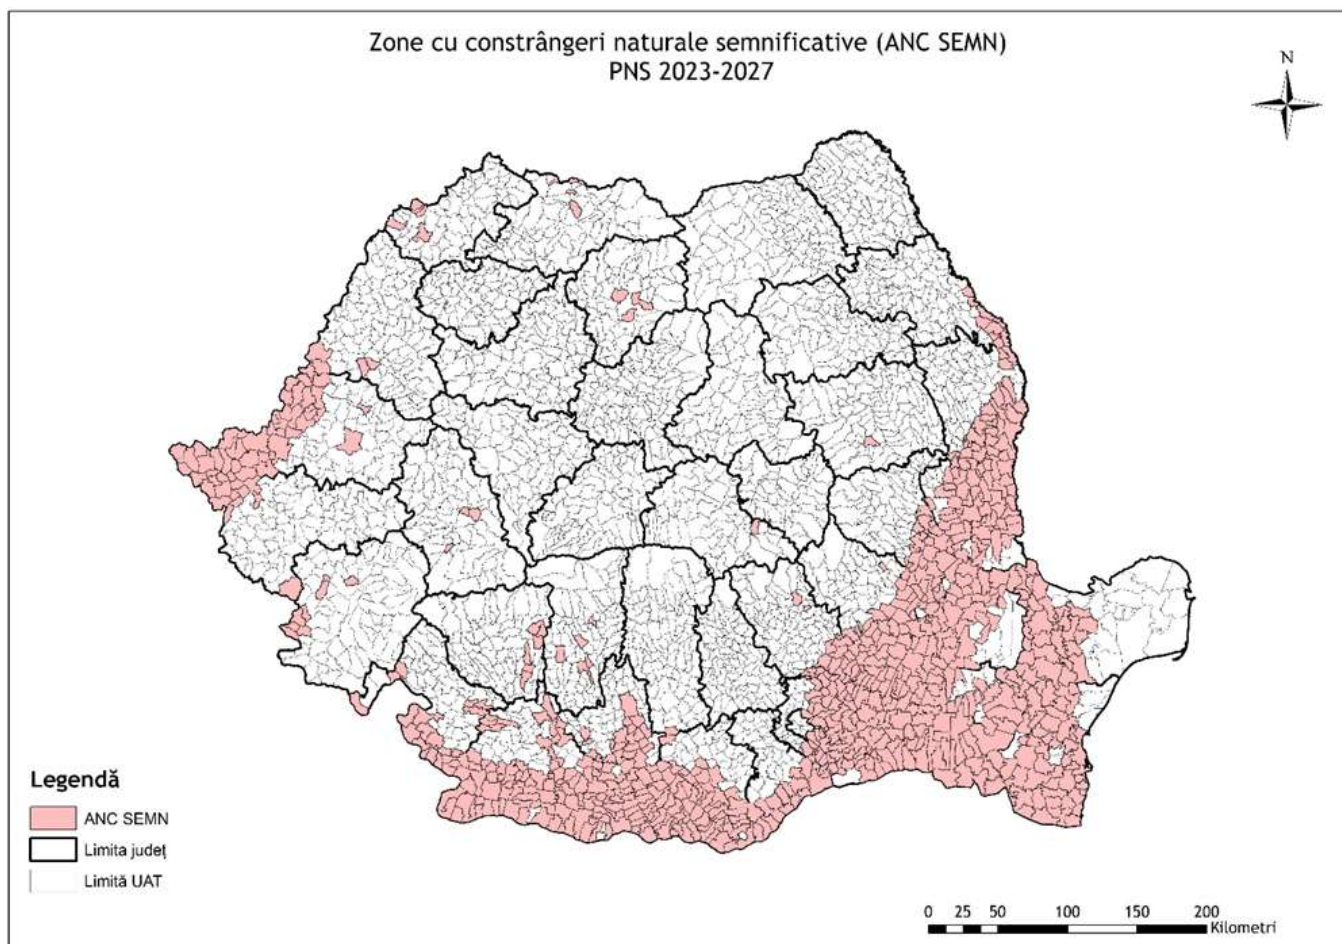 Zone cu constrângeri naturale semnificative (ANC SEMN)
PNS 2023-2027
N
Legendă
ANC SEMN
Limita județ
Limită UAT
0 25 50 100 150 200
Kilometri